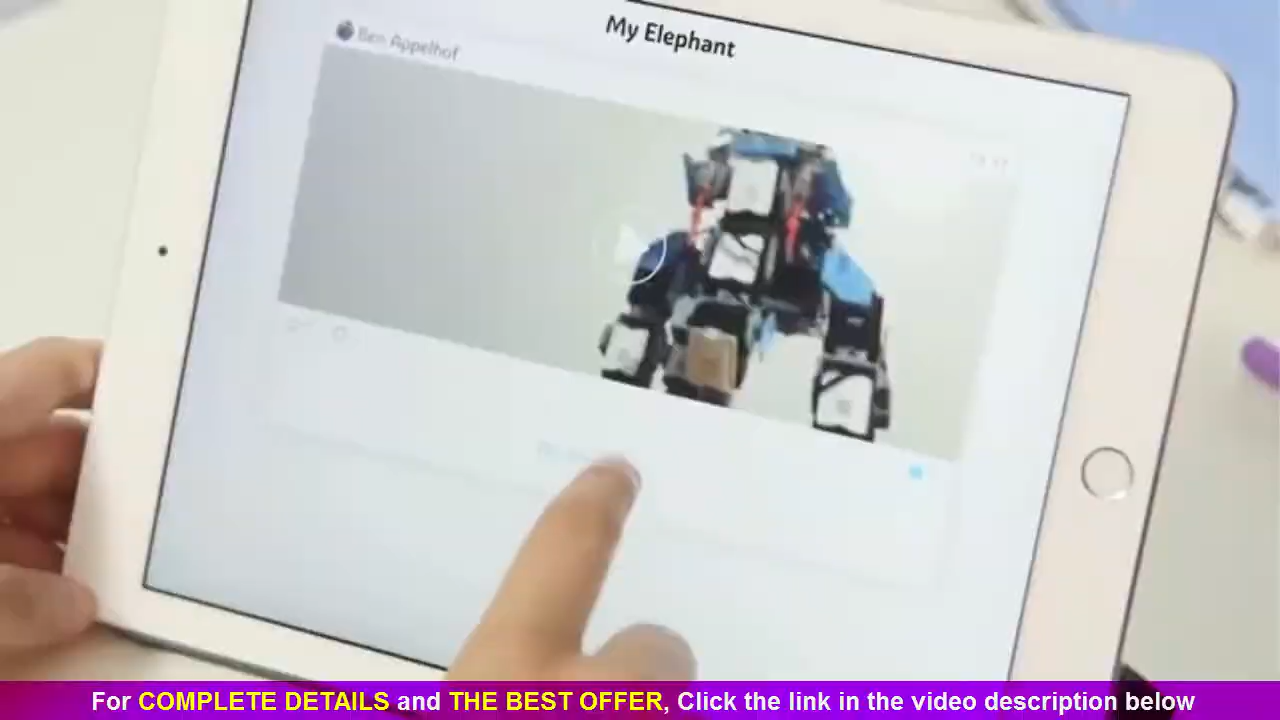 My Elephant
Ben Appelhof
For COMPLETE DETAILS and THE BEST OFFER, Click the link in the video description below